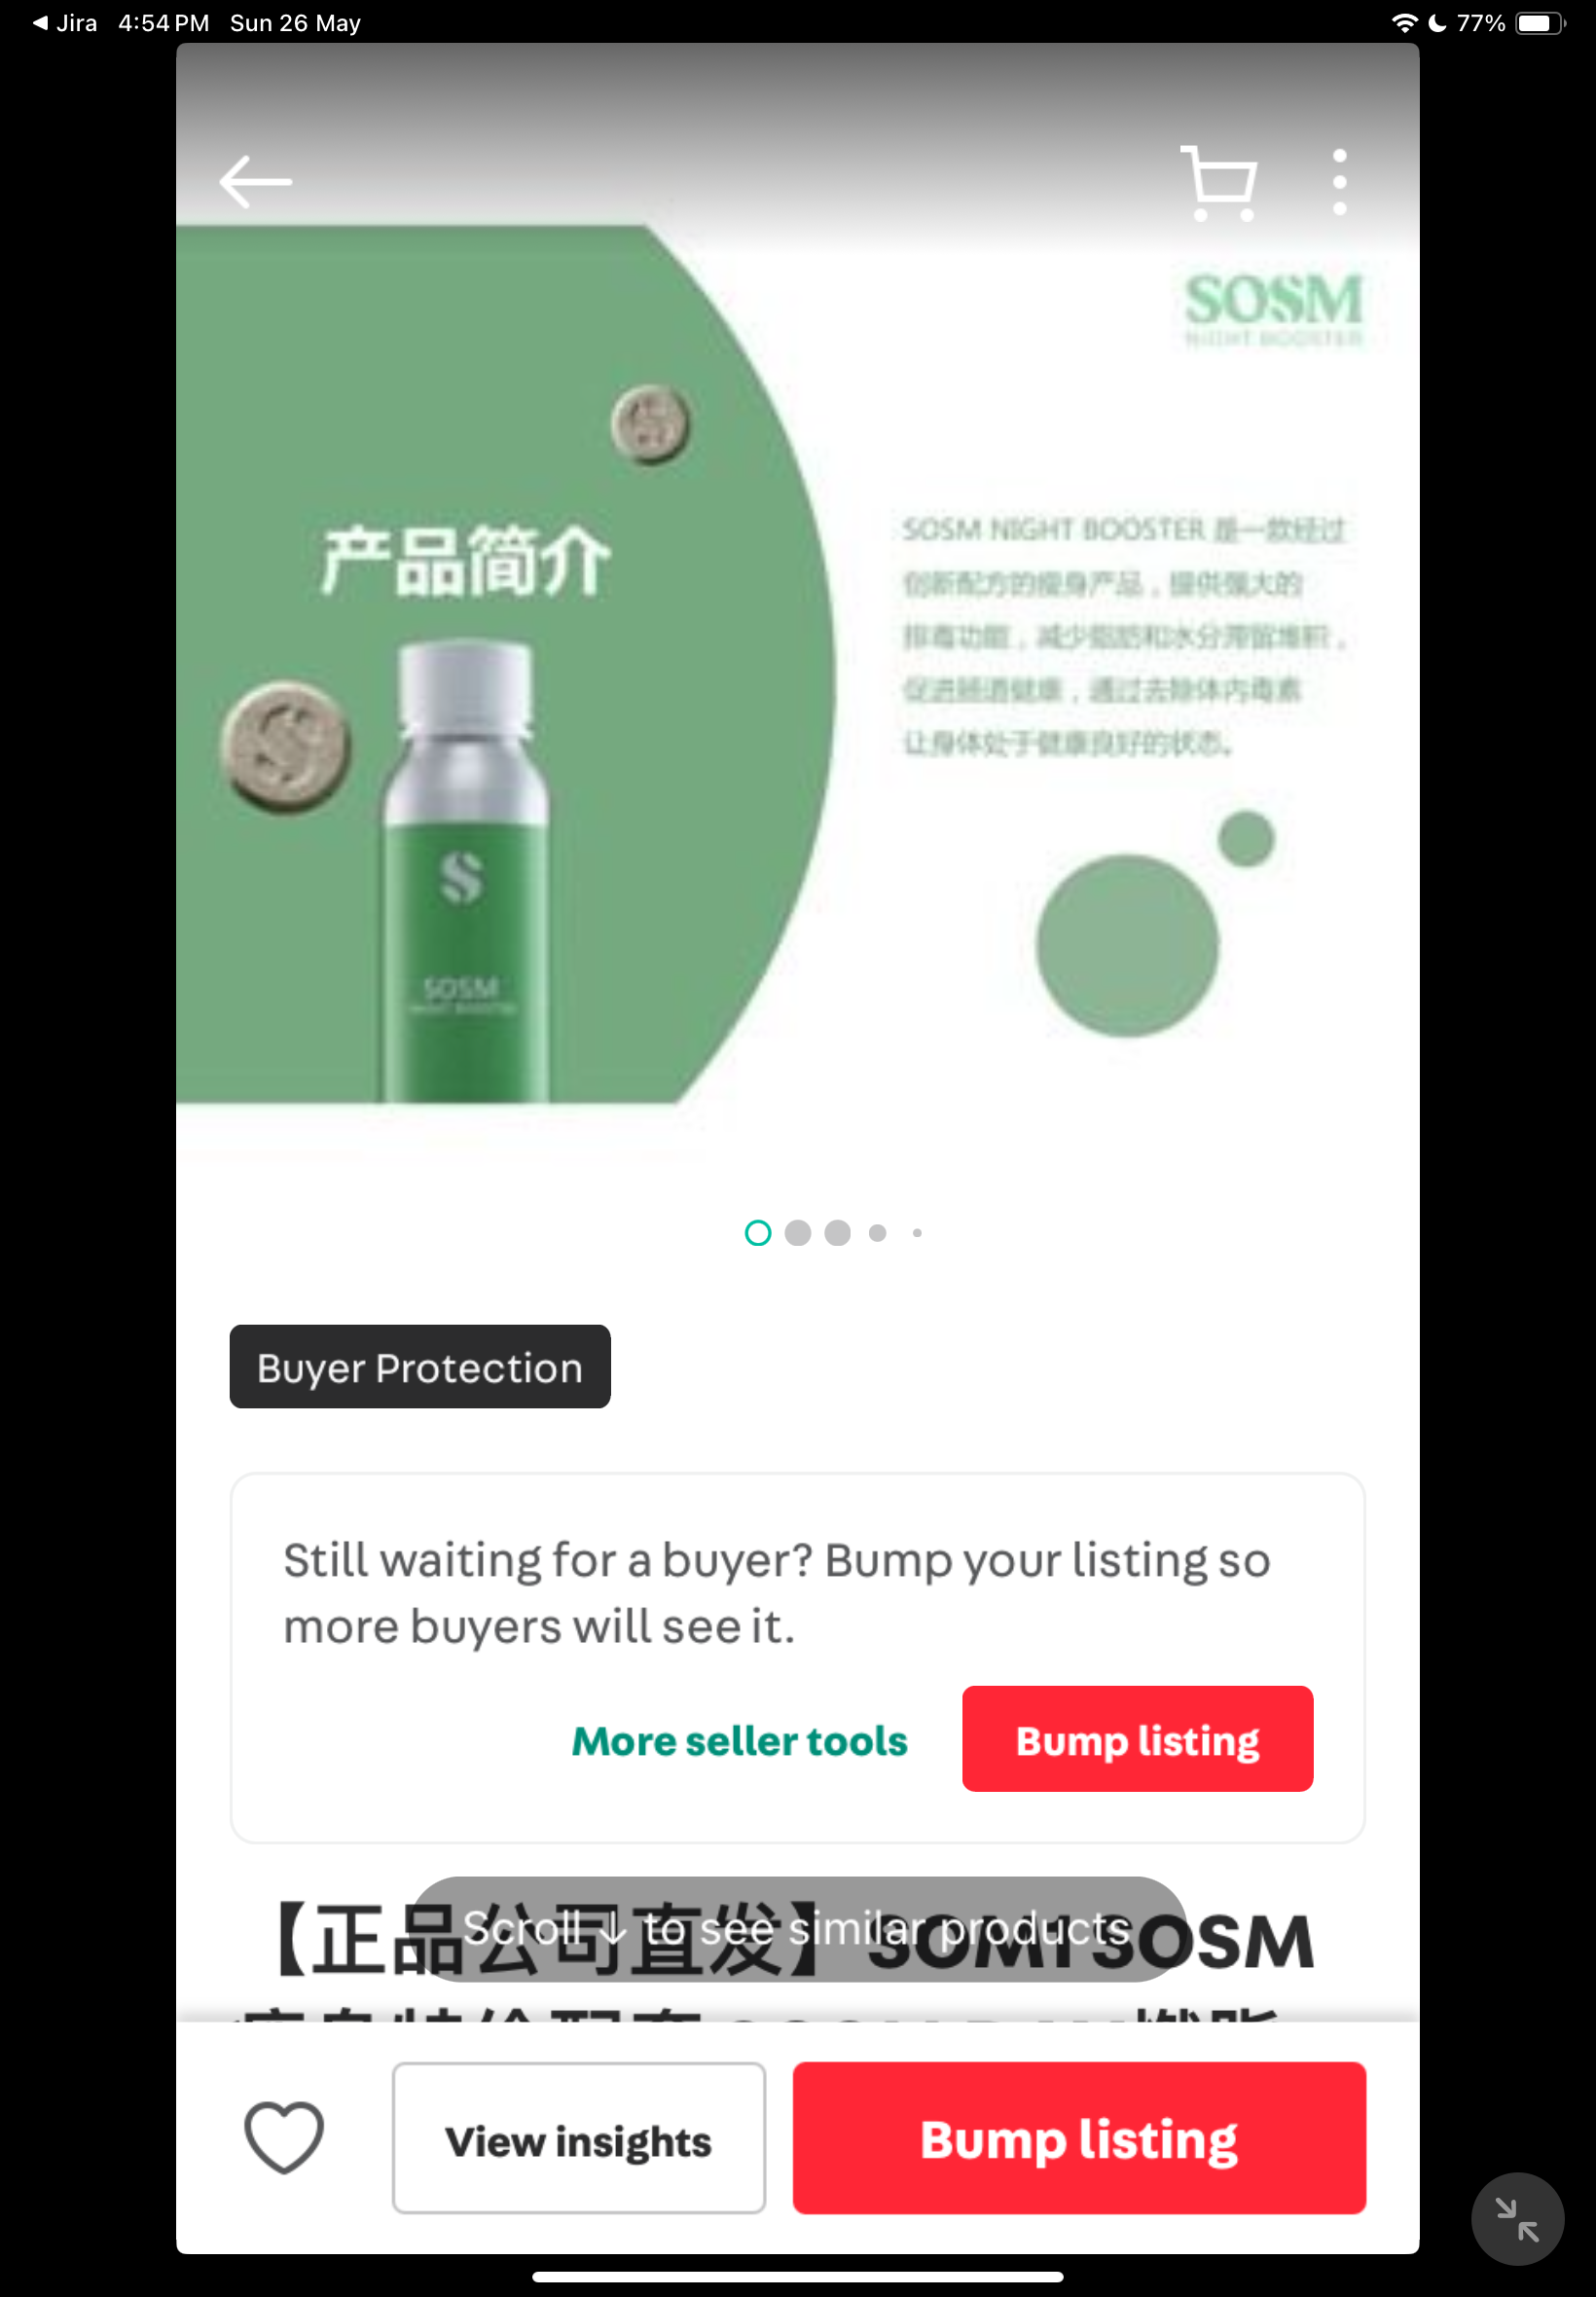 Jira 4:54 PM Sun 26 May
77%
SOSM
NIGHT BOOSTER
产品简介
SOSM NIGHT BOOSTER 是一款经过
创新配方的瘦身产品，提供强大的
排毒功能，减少脂肪和水分滞留堆积，
促进肠道健康，通过去除体内毒素
让身体处于健康良好的状态。
S
S
SOSM
NIGHT BOOSTER
Buyer Protection
Still waiting for a buyer? Bump your listing so
more buyers will see it.
More seller tools
Bump listing
【正品公司直发】SOMI SOSM
Scroll ↓ to see similar products
View insights
Bump listing